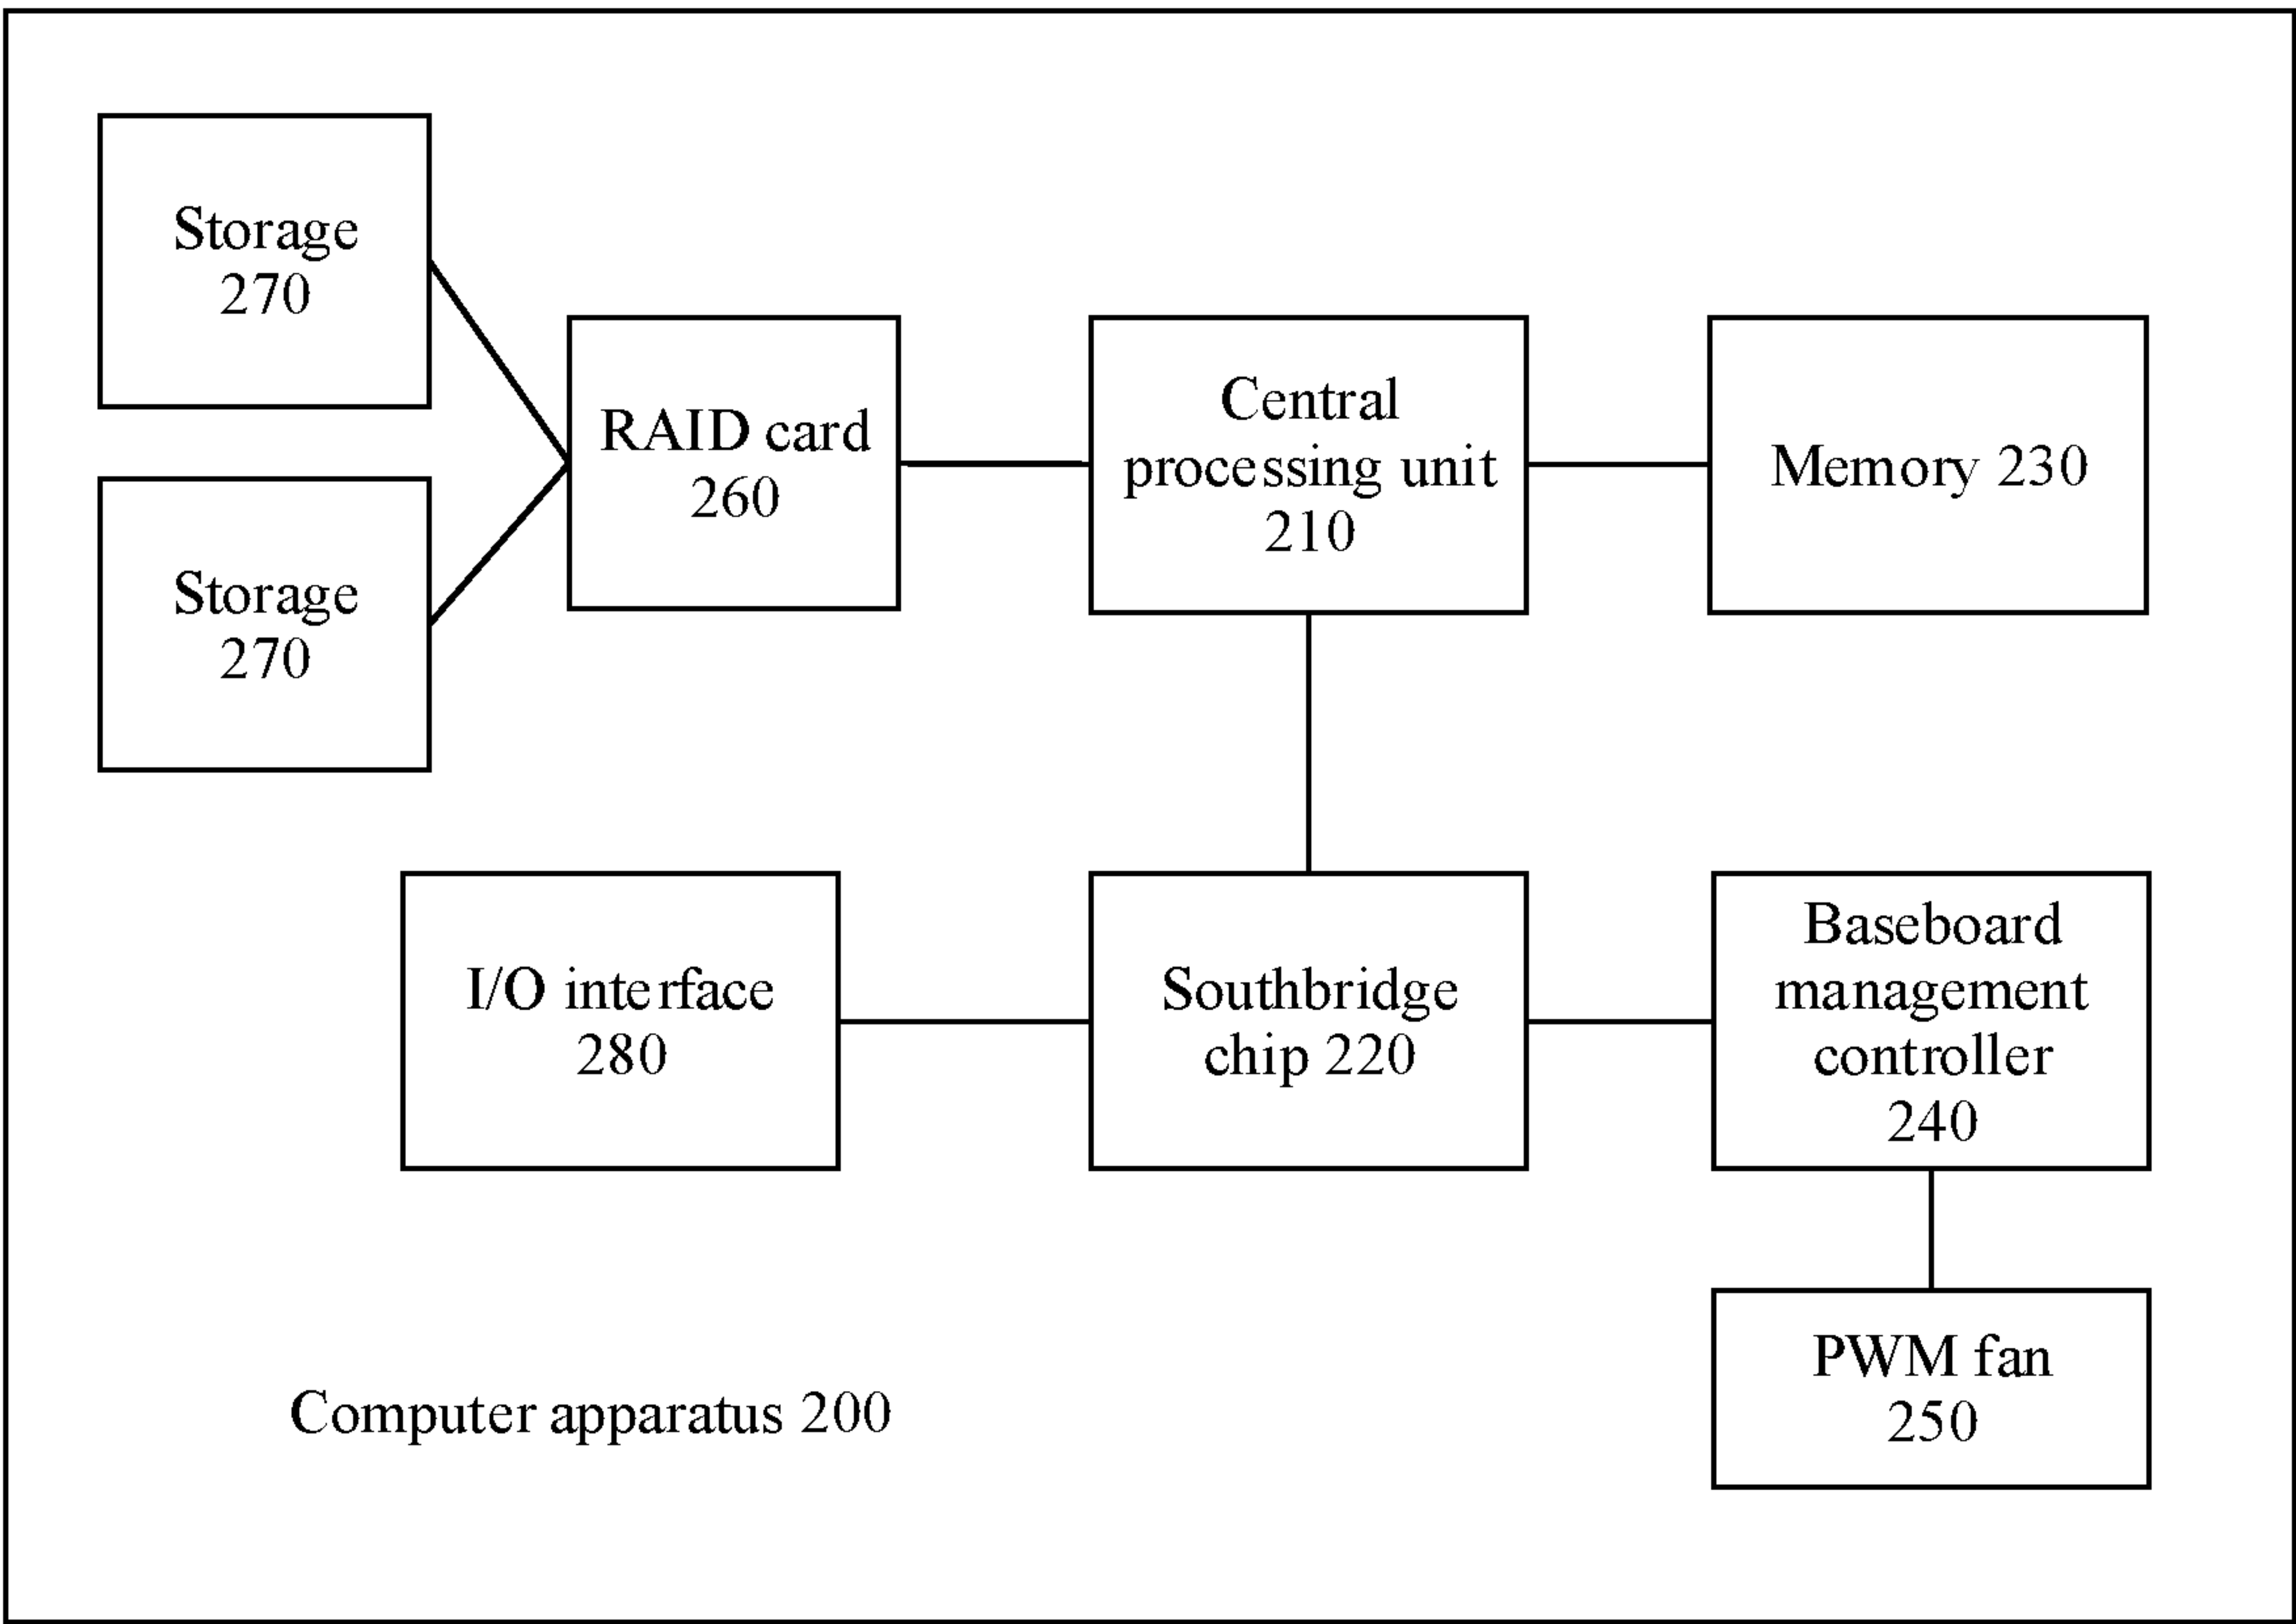 Storage
270
RAID card
260
Central
processing unit
210
Memory 230
Storage
270
I/O interface
280
Southbridge
chip 220
Baseboard
management
controller
240
PWM fan
250
Computer apparatus 200